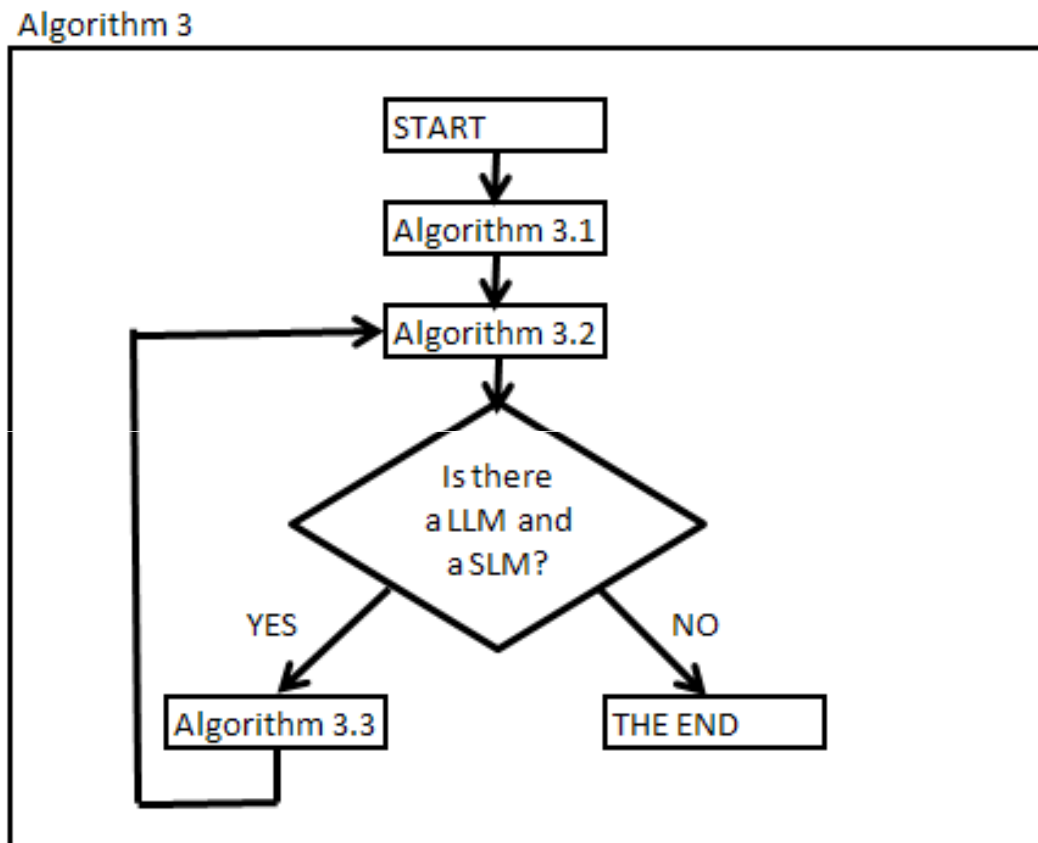 Algorithm 3
START
Algorithm 3.1
Algorithm 3.2
Is there
a LLM and
a SLM?
YES
NO
Algorithm 3.3
THE END